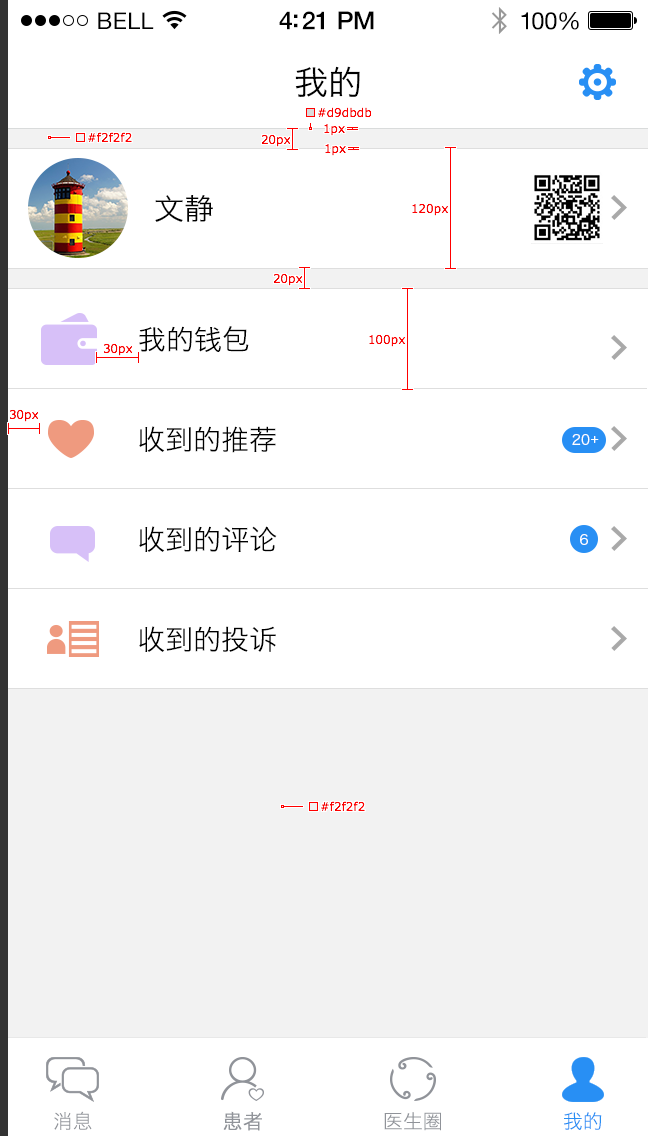 BELL 4:21 PM 100%
我的
#d9dbdb
#f2f2f2 20px 1px
1px
文静 120px
20px
我的钱包 100px
30px
30px
收到的推荐 20+
收到的评论 6
收到的投诉
#f2f2f2
消息 患者 医生圈 我的